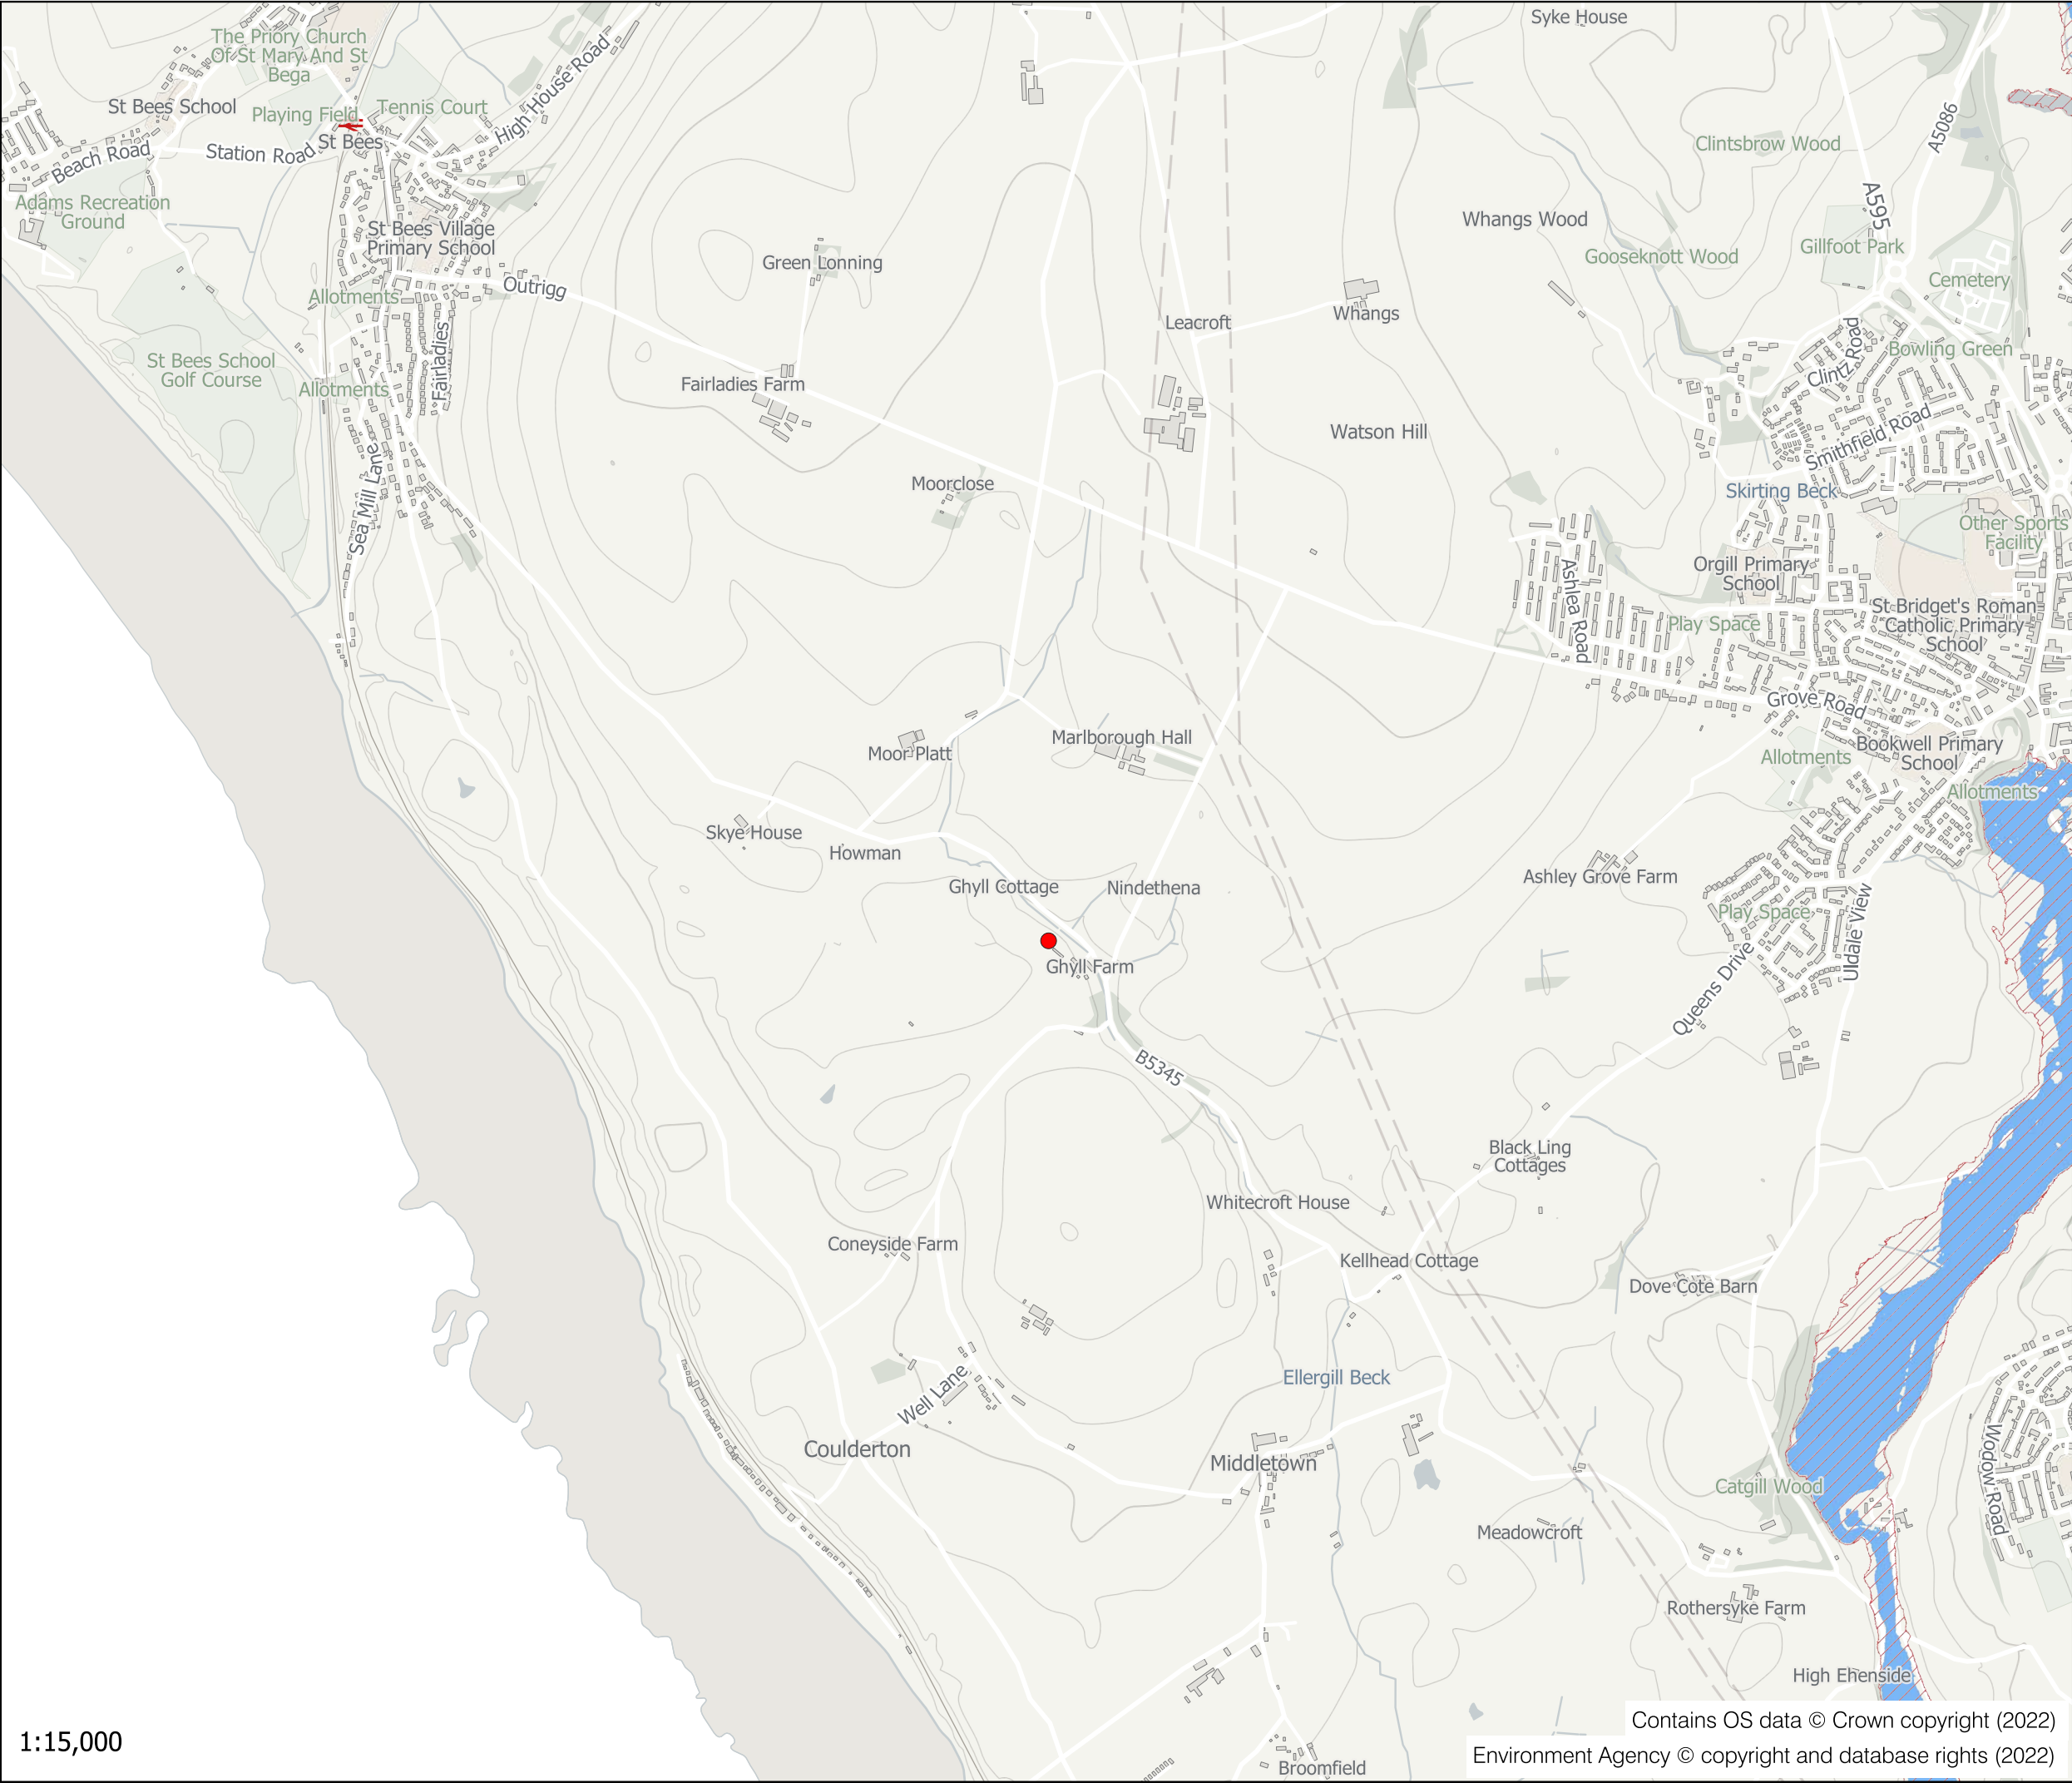 Syke House
The Priory Church
Of St Mary And St
Bega
High House Road
St Bees School
Playing Field
Tennis Court
A5086
St Bees
Station Road
Beach Road
Clintsbrow Wood
Adams Recreation
Ground
A595
Whangs Wood
St Bees Village
Primary School
Gooseknott Wood
Gillfoot Park
Green Lonning
Cemetery
Outrigg
Allotments
Whangs
Leacroft
Clintz Road
Bowling Green
St Bees School
Golf Course
Fairladies
Allotments
Fairladies Farm
Watson Hill
Smithfield Road
Moorclose
Skirting Beck
Sea Mill Lane
Other Sports
Facility
Ashlea Road
Orgill Primary
School
St Bridget's Roman
Catholic Primary
School
Play Space
Grove Road
Marlborough Hall
Moor Platt
Bookwell Primary
School
Allotments
Allotments
Skye House
Howman
Ghyll Cottage
Nindethena
Ashley Grove Farm
Play Space
Uldale View
Ghyll Farm
Queens Drive
B5345
Black Ling
Cottages
Whitecroft House
Coneyside Farm
Kellhead Cottage
Dove Cote Barn
Ellergill Beck
Well Lane
Coulderton
Middletown
Catgill Wood
Wodow Road
Meadowcroft
Rothersyke Farm
High Ehenside
Contains OS data © Crown copyright (2022)
1:15,000
Environment Agency © copyright and database rights (2022)
Broomfield